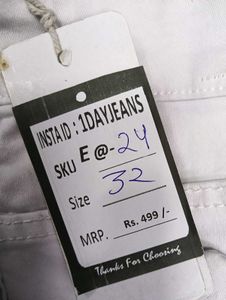 INSTA ID : 1DAYJEANS
SKU E @-24
Size 32
MRP. Rs. 499 /-
Thanks For Choosing